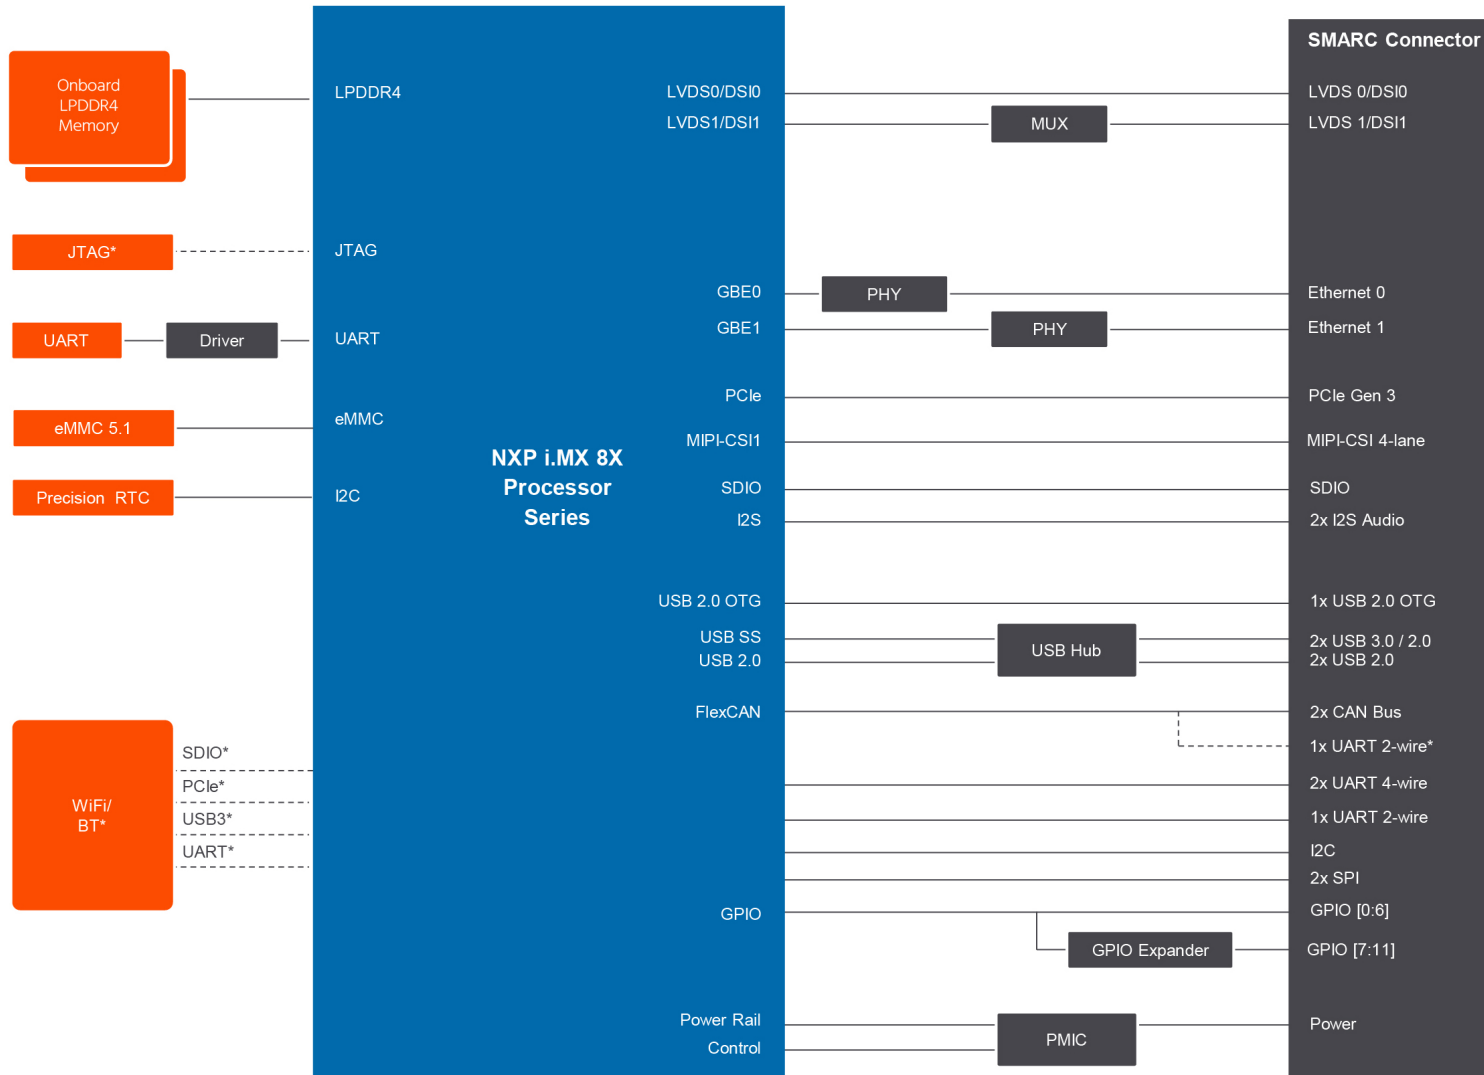 Onboard
LPDDR4
Memory
JTAG*
UART
Driver
eMMC 5.1
Precision RTC
WiFi/
BT*
SDIO*
PCIe*
USB3*
UART*
LPDDR4
JTAG
UART
eMMC
I2C
NXP i.MX 8X
Processor
Series
LVDS0/DSI0
LVDS1/DSI1
GBE0
GBE1
PCIe
MIPI-CSI1
SDIO
I2S
USB 2.0 OTG
USB SS
USB 2.0
FlexCAN
GPIO
Power Rail
Control
MUX
PHY
PHY
USB Hub
GPIO Expander
PMIC
SMARC Connector
LVDS 0/DSI0
LVDS 1/DSI1
Ethernet 0
Ethernet 1
PCIe Gen 3
MIPI-CSI 4-lane
SDIO
2x I2S Audio
1x USB 2.0 OTG
2x USB 3.0 / 2.0
2x USB 2.0
2x CAN Bus
1x UART 2-wire*
2x UART 4-wire
1x UART 2-wire
I2C
2x SPI
GPIO [0:6]
GPIO [7:11]
Power